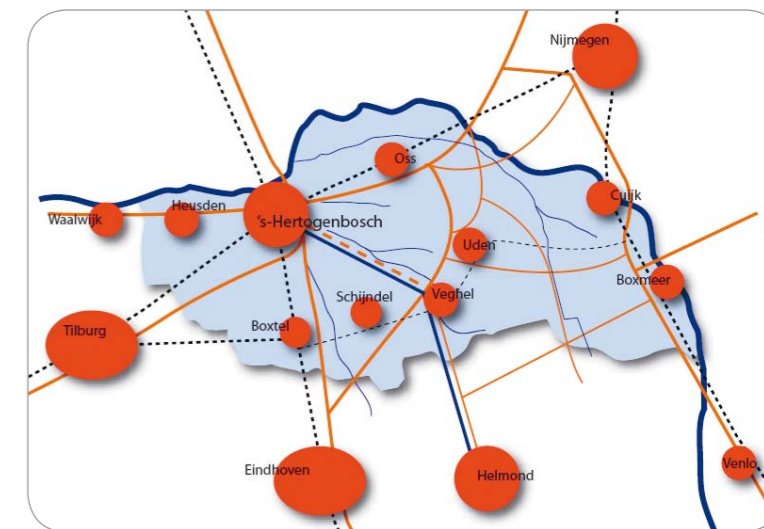 Nijmegen
Oss
Cuijk
Heusden
Waalwijk
's-Hertogenbosch
Uden
Boxmeer
Schijndel
Veghel
Boxtel
Tilburg
Eindhoven
Helmond
Venlo